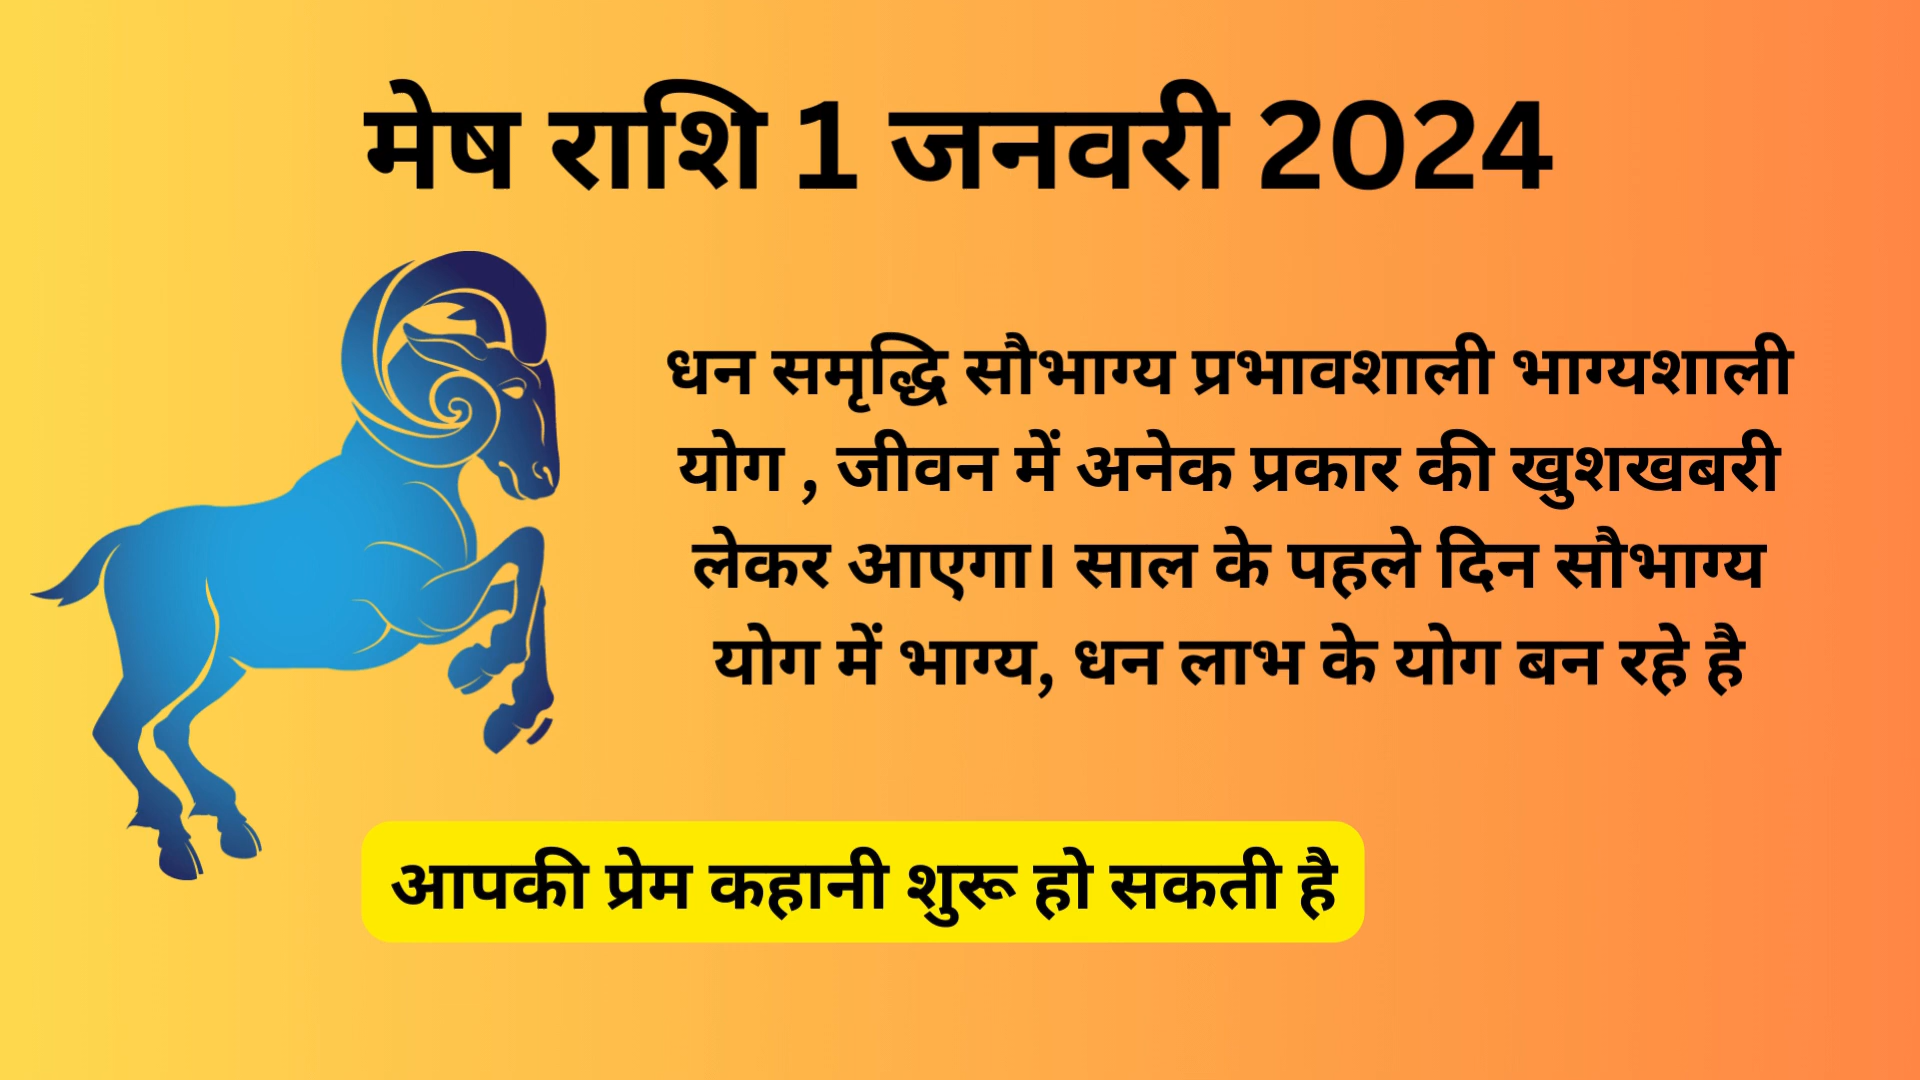 मेष राशि 1 जनवरी 2024
धन समृद्धि सौभाग्य प्रभावशाली भाग्यशाली
योग , जीवन में अनेक प्रकार की खुशखबरी
लेकर आएगा। साल के पहले दिन सौभाग्य
योग में भाग्य, धन लाभ के योग बन रहे है
आपकी प्रेम कहानी शुरू हो सकती है